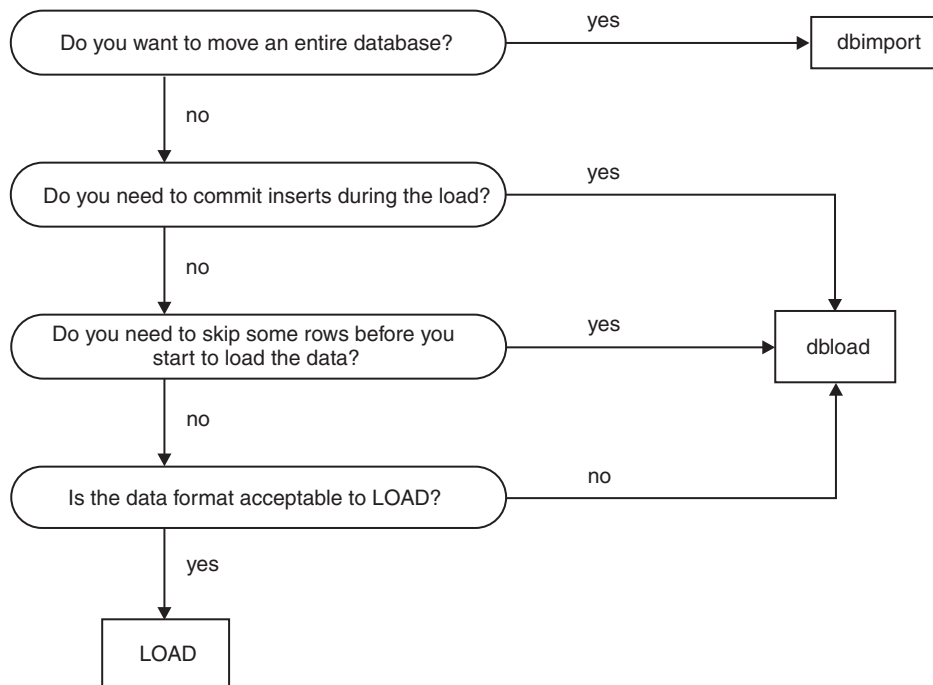 Do you want to move an entire database?
yes
dbimport
no
Do you need to commit inserts during the load?
yes
no
Do you need to skip some rows before you
start to load the data?
yes
dbload
no
Is the data format acceptable to LOAD?
no
yes
LOAD